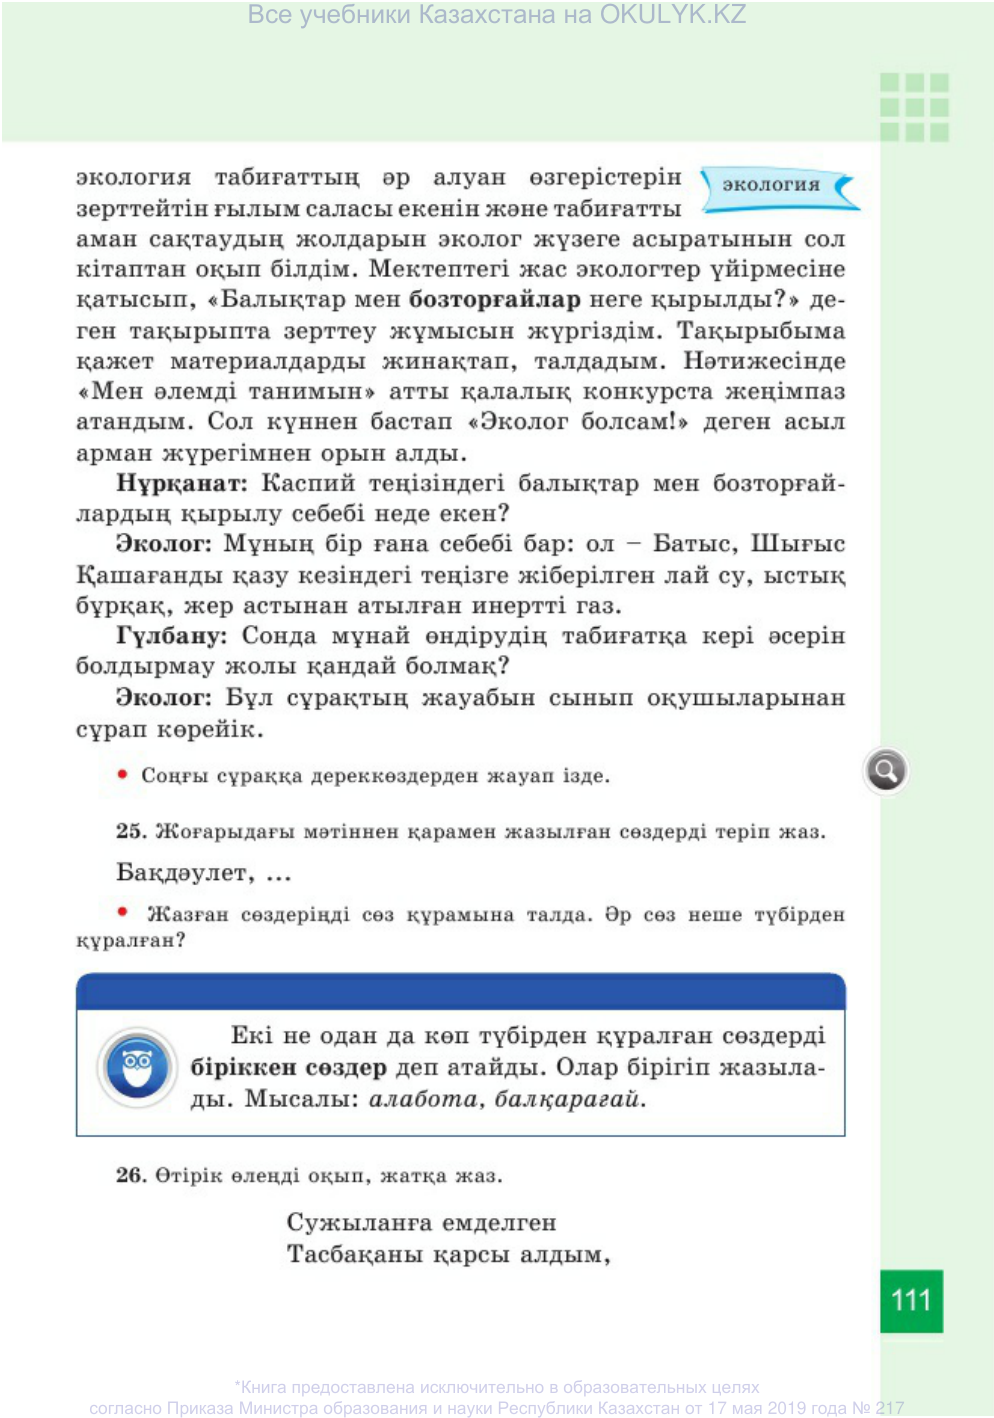 Все учебники Казахстана на OKULYK.KZ
экология табиғаттың әр алуан өзгерістерін
экология
зерттейтін ғылым саласы екенін және табиғатты
аман сақтаудың жолдарын эколог жүзеге асыратынын сол
кітаптан оқып білдім. Мектептегі жас экологтер үйірмесіне
қатысып, «Балықтар мен бозторғайлар неге қырылды?» де-
ген тақырыпта зерттеу жұмысын жүргіздім. Тақырыбыма
қажет материалдарды жинақтап, талдадым. Нәтижесінде
«Мен әлемді танимын» атты қалалық конкурста жеңімпаз
атандым. Сол күннен бастап «Эколог болсам!» деген асыл
арман жүрегімнен орын алды.
Нұрқанат: Каспий теңізіндегі балықтар мен бозторғай-
лардың қырылу себебі неде екен?
Эколог: Мұның бір ғана себебі бар: ол – Батыс, Шығыс
Қашағанды қазу кезіндегі теңізге жіберілген лай су, ыстық
бұрқақ, жер астынан атылған инертті газ.
Гүлбану: Сонда мұнай өндірудің табиғатқа кері әсерін
болдырмау жолы қандай болмақ?
Эколог: Бұл сұрақтың жауабын сынып оқушыларынан
сұрап көрейік.
• Соңғы сұраққа дереккөздерден жауап ізде.
25. Жоғарыдағы мәтіннен қарамен жазылған сөздерді теріп жаз.
Бақдәулет, ...
• Жазған сөздеріңді сөз құрамына талда. Әр сөз неше түбірден
құралған?
Екі не одан да көп түбірден құралған сөздерді
біріккен сөздер деп атайды. Олар бірігіп жазыла-
ды. Мысалы: алабота, балқарағай.
26. Өтірік өлеңді оқып, жатқа жаз.
Сужыланға емделген
Тасбақаны қарсы алдым,
111
*Книга предоставлена исключительно в образовательных целях
согласно Приказа Министра образования и науки Республики Казахстан от 17 мая 2019 года № 217